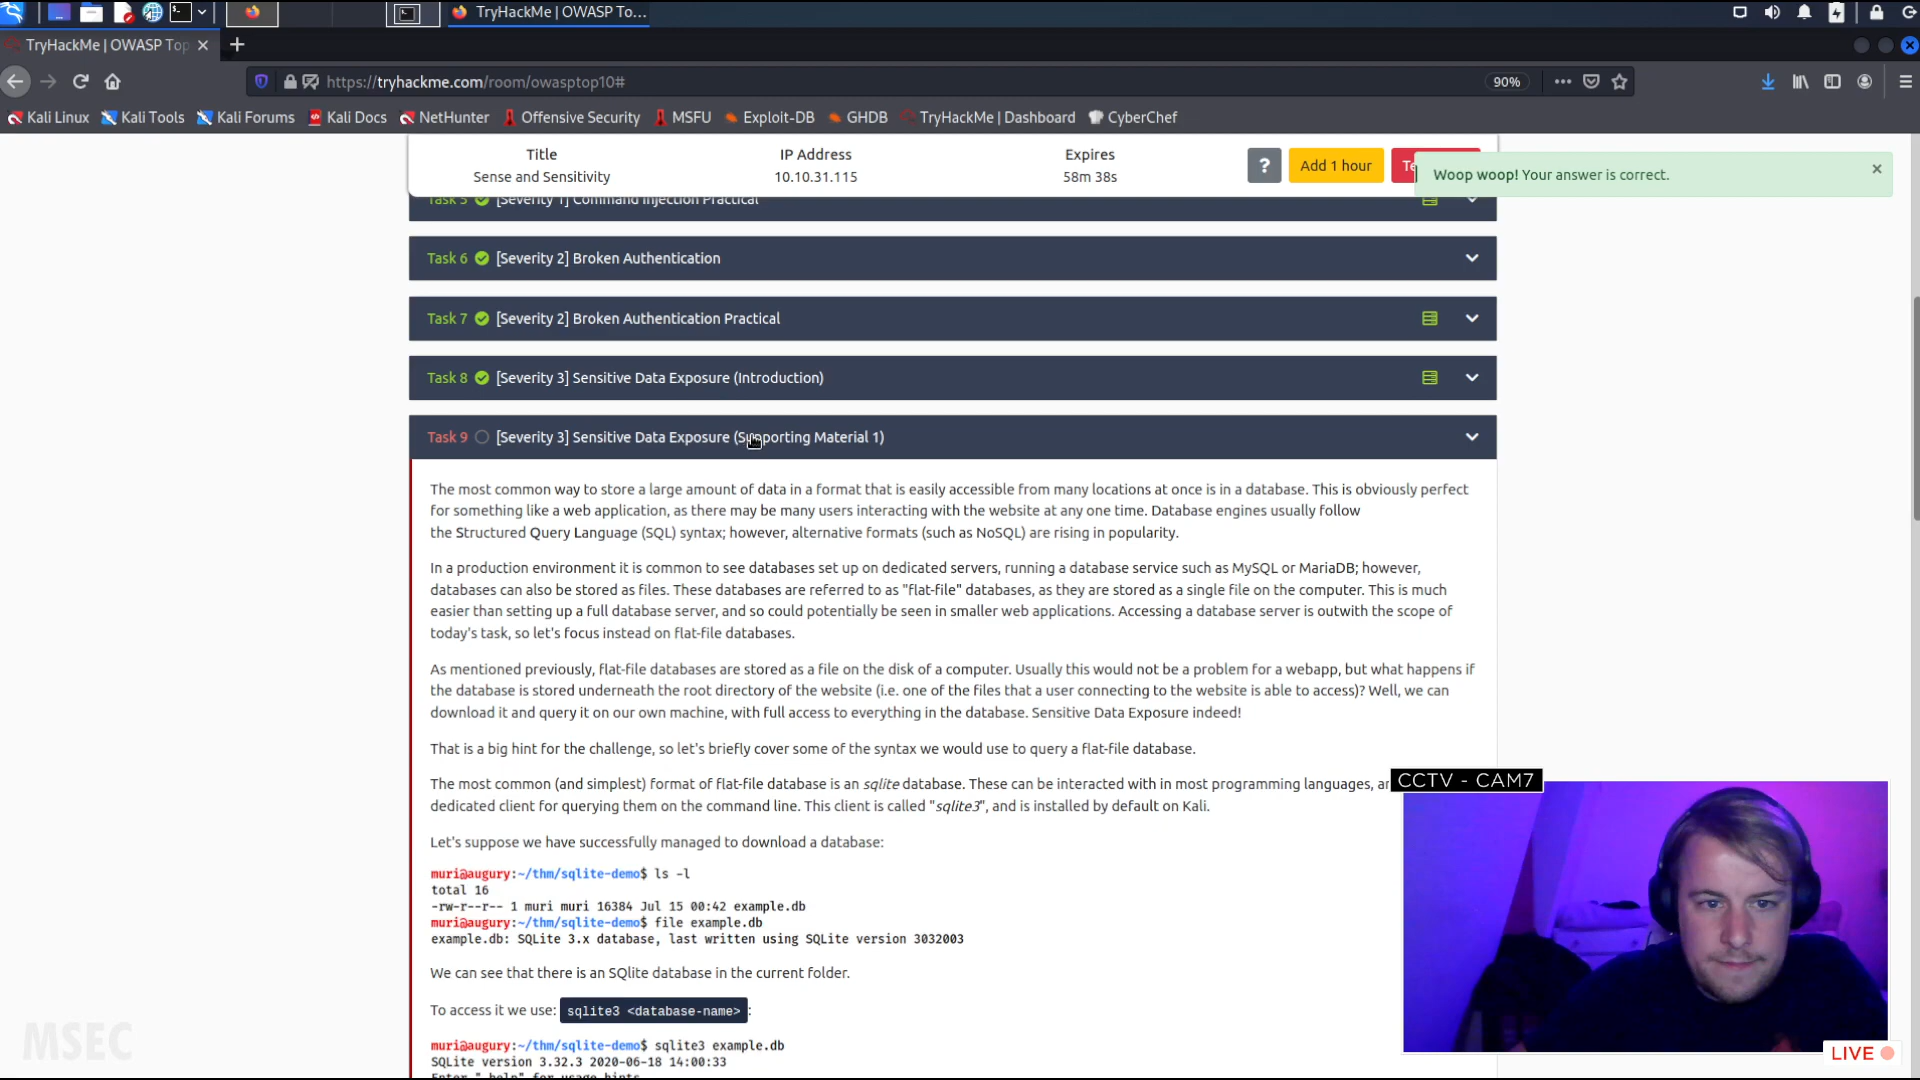 TryHackMe | OWASP To...
TryHackMe | OWASP Top
https://tryhackme.com/room/owasptop10#
90%
Kali Linux Kali Tools Kali Forums Kali Docs NetHunter Offensive Security MSFU Exploit-DB GHDB TryHackMe | Dashboard CyberChef
Title IP Address Expires
Sense and Sensitivity 10.10.31.115 58m 38s
? Add 1 hour Te
Woop woop! Your answer is correct.
Task 5 [Severity 1] Command Injection Practical
Task 6 [Severity 2] Broken Authentication
Task 7 [Severity 2] Broken Authentication Practical
Task 8 [Severity 3] Sensitive Data Exposure (Introduction)
Task 9 [Severity 3] Sensitive Data Exposure (Supporting Material 1)
The most common way to store a large amount of data in a format that is easily accessible from many locations at once is in a database. This is obviously perfect
for something like a web application, as there may be many users interacting with the website at any one time. Database engines usually follow
the Structured Query Language (SQL) syntax; however, alternative formats (such as NoSQL) are rising in popularity.
In a production environment it is common to see databases set up on dedicated servers, running a database service such as MySQL or MariaDB; however,
databases can also be stored as files. These databases are referred to as "flat-file" databases, as they are stored as a single file on the computer. This is much
easier than setting up a full database server, and so could potentially be seen in smaller web applications. Accessing a database server is outwith the scope of
today's task, so let's focus instead on flat-file databases.
As mentioned previously, flat-file databases are stored as a file on the disk of a computer. Usually this would not be a problem for a webapp, but what happens if
the database is stored underneath the root directory of the website (i.e. one of the files that a user connecting to the website is able to access)? Well, we can
download it and query it on our own machine, with full access to everything in the database. Sensitive Data Exposure indeed!
That is a big hint for the challenge, so let's briefly cover some of the syntax we would use to query a flat-file database.
The most common (and simplest) format of flat-file database is an sqlite database. These can be interacted with in most programming languages, an
dedicated client for querying them on the command line. This client is called "sqlite3", and is installed by default on Kali.
Let's suppose we have successfully managed to download a database:
muri@augury:~/thm/sqlite-demo$ ls -l
total 16
-rw-r--r-- 1 muri muri 16384 Jul 15 00:42 example.db
muri@augury:~/thm/sqlite-demo$ file example.db
example.db: SQLite 3.x database, last written using SQLite version 3032003
We can see that there is an SQlite database in the current folder.
To access it we use: sqlite3 <database-name>:
muri@augury:~/thm/sqlite-demo$ sqlite3 example.db
SQLite version 3.32.3 2020-06-18 14:00:33
Enter ".help" for usage hints.
CCTV - CAM7
LIVE
MSEC